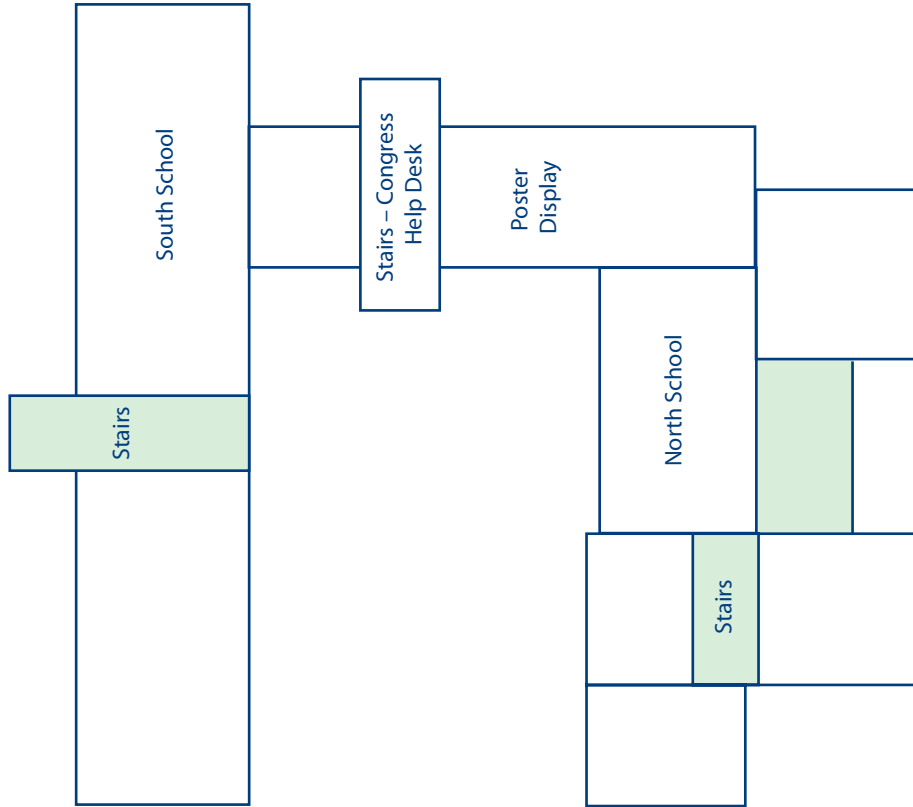 South School
Stairs
Stairs – Congress
Help Desk
Poster
Display
North School
Stairs